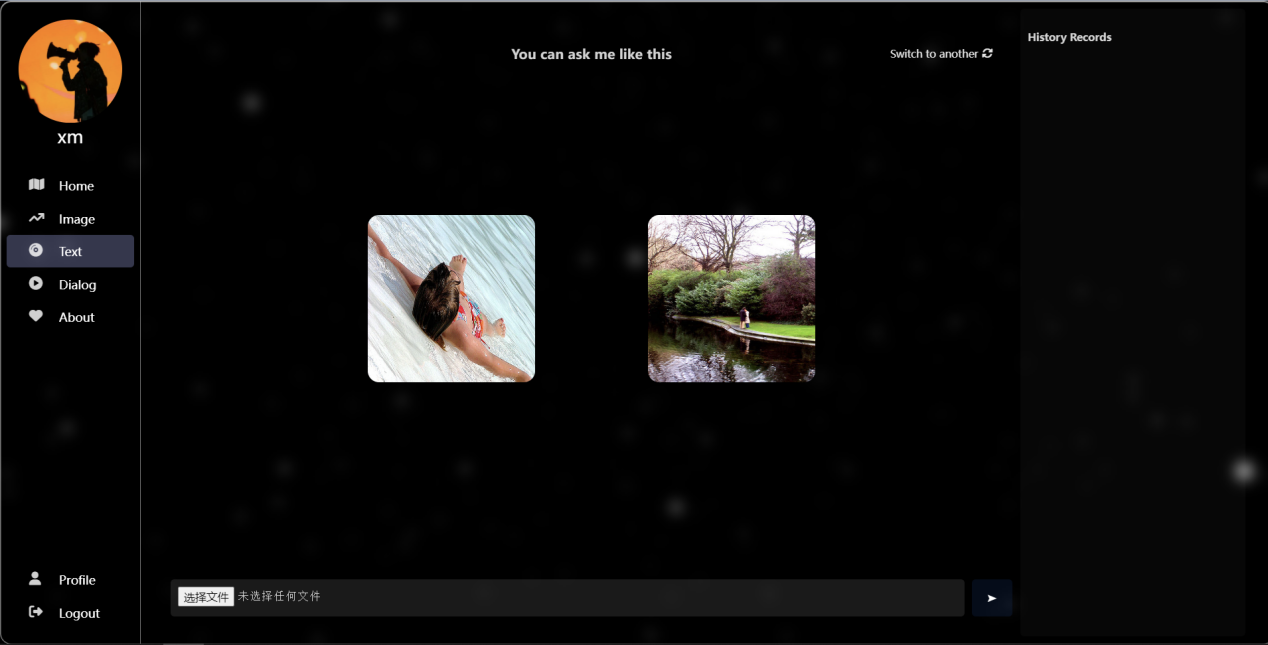 xm
Home
Image
Text
Dialog
About
Profile
Logout
You can ask me like this
Switch to another
选择文件 未选择任何文件
History Records